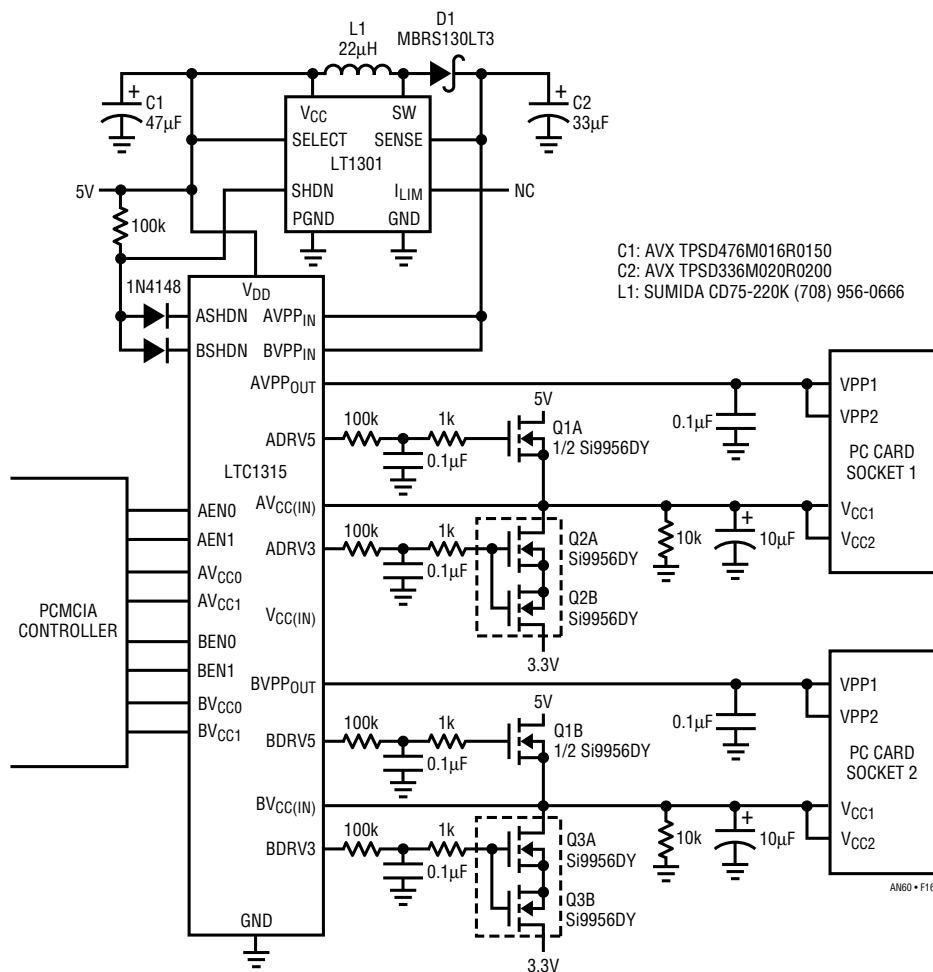 L1
22µH
D1
MBRS130LT3
+
C1
47µF
VCC
SW
SELECT
SENSE
LT1301
SHDN
ILIM
NC
PGND
GND
+
C2
33µF
5V
100k
C1: AVX TPSD476M016R0150
C2: AVX TPSD336M020R0200
L1: SUMIDA CD75-220K (708) 956-0666
1N4148
VDD
ASHDN
AVPPIN
BSHDN
BVPPIN
AVPPOUT
ADRV5
LTC1315
AVCC(IN)
ADRV3
VCC(IN)
BVPPOUT
BDRV5
BVCC(IN)
BDRV3
GND
AEN0
AEN1
AVCC0
AVCC1
BEN0
BEN1
BVCC0
BVCC1
PCMCIA
CONTROLLER
100k
1k
0.1µF
5V
Q1A
1/2 Si9956DY
100k
1k
0.1µF
Q2A
Si9956DY
Q2B
Si9956DY
3.3V
0.1µF
10k
+
10µF
VPP1
VPP2
PC CARD
SOCKET 1
VCC1
VCC2
100k
1k
0.1µF
5V
Q1B
1/2 Si9956DY
100k
1k
0.1µF
Q3A
Si9956DY
Q3B
Si9956DY
3.3V
0.1µF
10k
+
10µF
VPP1
VPP2
PC CARD
SOCKET 2
VCC1
VCC2